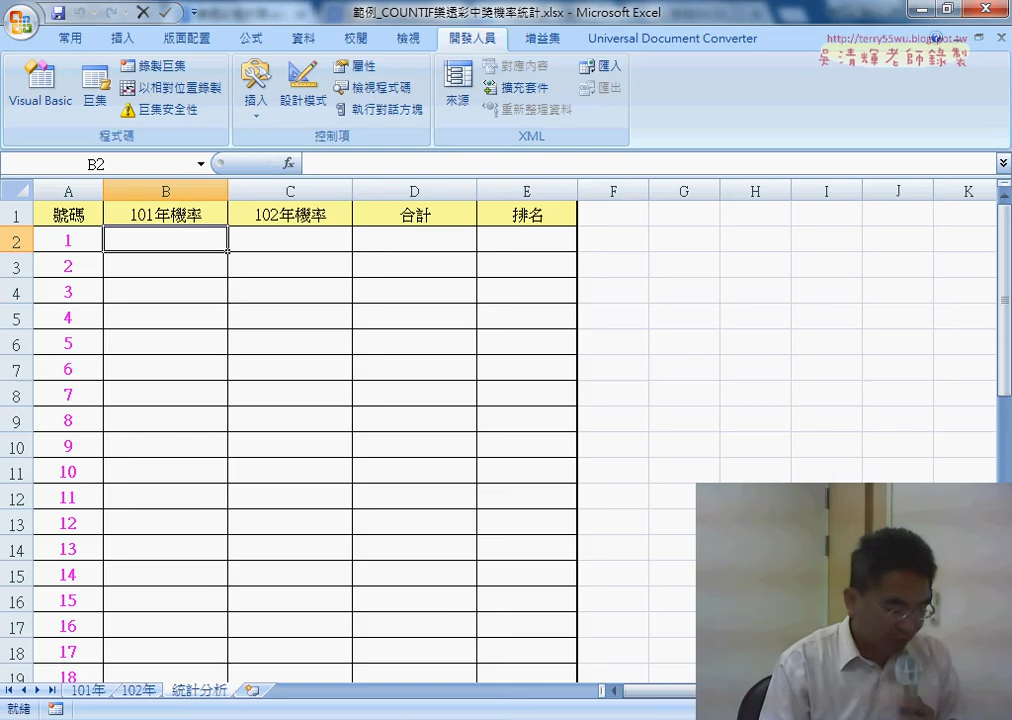 範例_COUNTIF樂透彩中獎機率統計.xlsx - Microsoft Excel
常用 插入 版面配置 公式 資料 校閱 檢視 開發人員 增益集 Universal Document Converter
http://terry55wu.blogspot.tw
吳清輝老師錄製
Visual Basic 巨集 錄製巨集 以相對位置錄製 巨集安全性
程式碼
插入 設計模式 屬性 檢視程式碼 執行對話方塊
控制項
來源 對應內容 擴充套件 重新整理資料 匯入 匯出
XML
B2 fx
A B C D E F G H I J K
1 號碼 101年機率 102年機率 合計 排名
2 1
3 2
4 3
5 4
6 5
7 6
8 7
9 8
10 9
11 10
12 11
13 12
14 13
15 14
16 15
17 16
18 17
19 18
101年 102年 統計分析
就緒